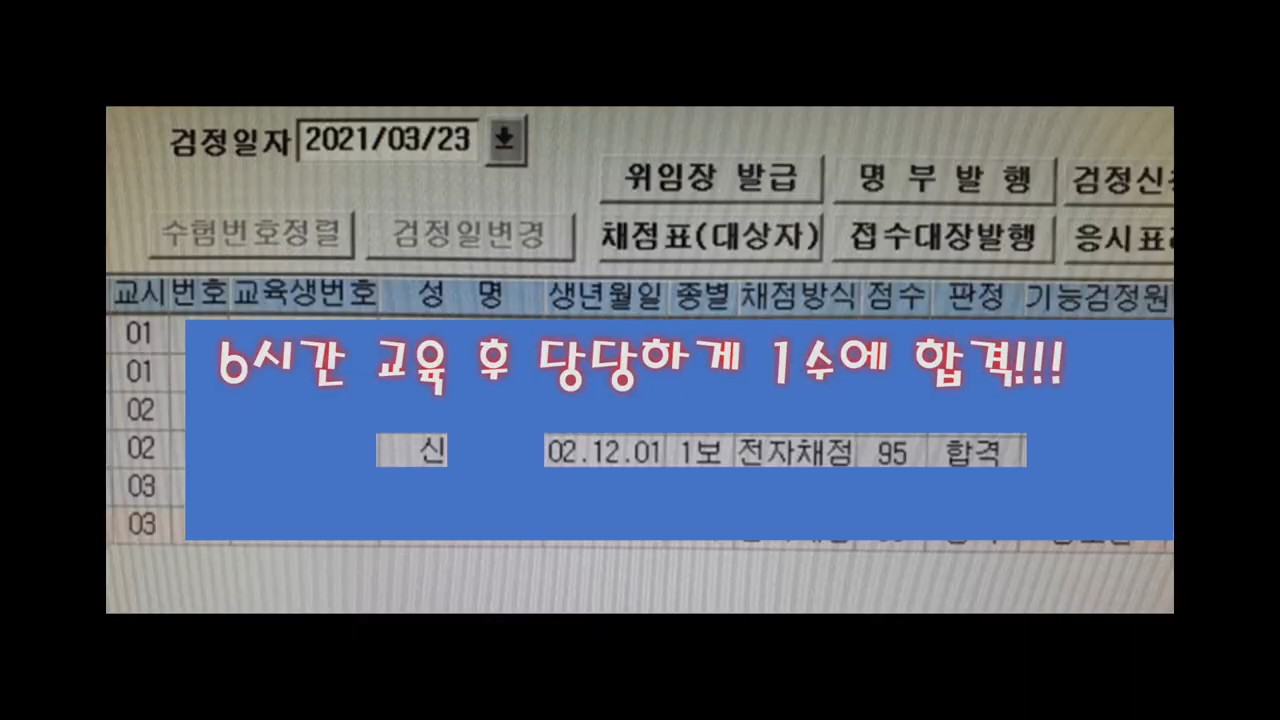 검정일자 2021/03/23
위임장 발급 명 부 발 행
수험번호정렬 검정일변경 채점표(대상자) 접수대장발행 응시표
교시 번호 교육생번호 성 명 생년월일 종별 채점방식 점수 판정 기능검정원
01
6시간 교육 후 당당하게 1수에 합격!!!
01
02
02 신 02.12.01 1보 전자채점 95 합격
03
03